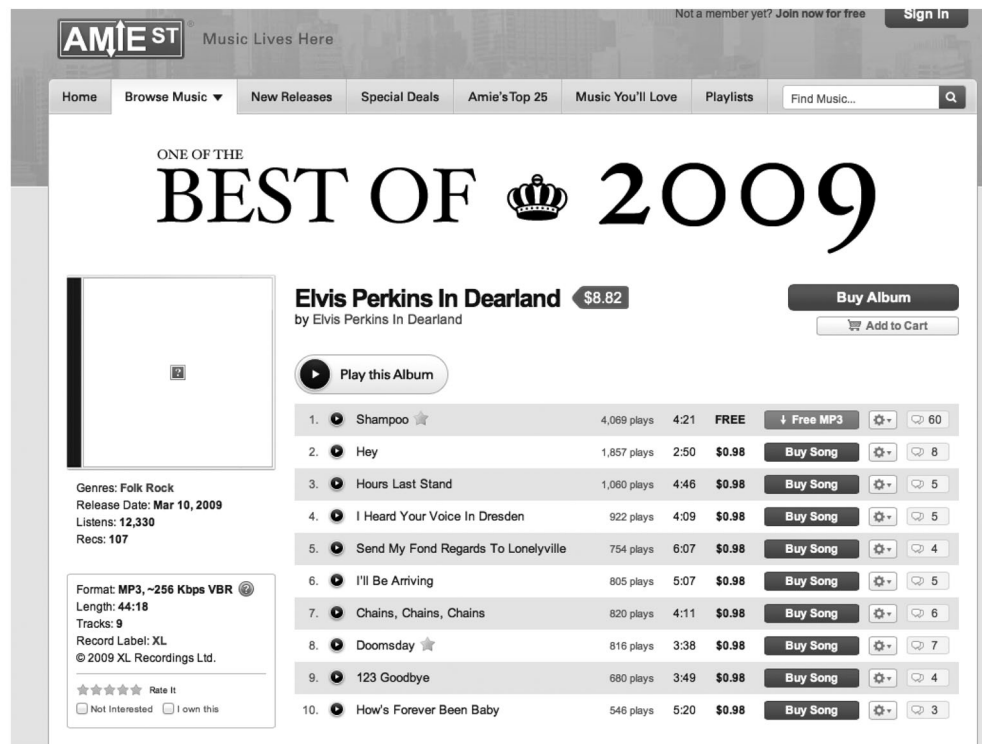 Not a member yet? Join now for free Sign In
AMIE ST® Music Lives Here
Home Browse Music ▼ New Releases Special Deals Amie's Top 25 Music You'll Love Playlists Find Music...
ONE OF THE
BEST OF 2009
Elvis Perkins In Dearland $8.82 Buy Album
by Elvis Perkins In Dearland Add to Cart
Play this Album
1. Shampoo 4,069 plays 4:21 FREE ↓ Free MP3 60
2. Hey 1,857 plays 2:50 $0.98 Buy Song 8
3. Hours Last Stand 1,060 plays 4:46 $0.98 Buy Song 5
4. I Heard Your Voice In Dresden 922 plays 4:09 $0.98 Buy Song 5
5. Send My Fond Regards To Lonelyville 754 plays 6:07 $0.98 Buy Song 4
6. I'll Be Arriving 805 plays 5:07 $0.98 Buy Song 5
7. Chains, Chains, Chains 820 plays 4:11 $0.98 Buy Song 6
8. Doomsday 816 plays 3:38 $0.98 Buy Song 7
9. 123 Goodbye 680 plays 3:49 $0.98 Buy Song 4
10. How's Forever Been Baby 546 plays 5:20 $0.98 Buy Song 3
Genres: Folk Rock
Release Date: Mar 10, 2009
Listens: 12,330
Recs: 107
Format: MP3, ~256 Kbps VBR ?
Length: 44:18
Tracks: 9
Record Label: XL
© 2009 XL Recordings Ltd.
Rate It
Not Interested I own this